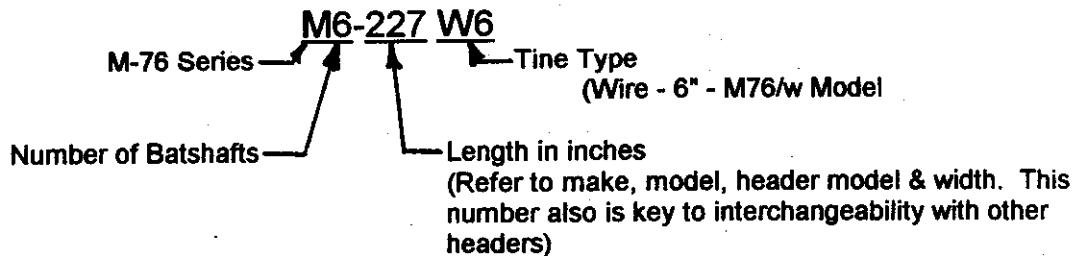 M6-227 W6
M-76 Series
Tine Type
(Wire - 6" - M76/w Model
Number of Batshafts
Length in inches
(Refer to make, model, header model & width. This
number also is key to interchangeability with other
headers)